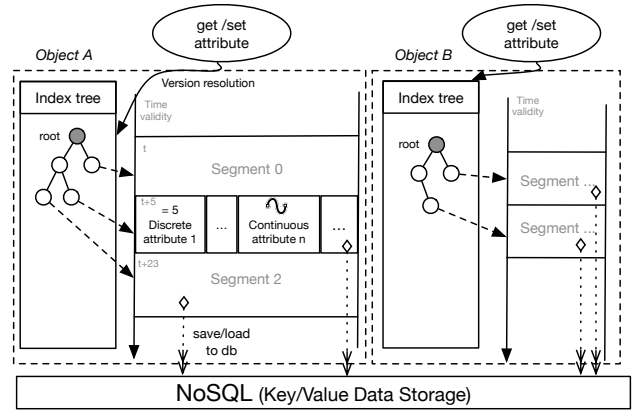 get /set
attribute
get /set
attribute
Object A
Object B
Index tree
Version resolution
Time
validity
root
t
Segment 0
t+5
= 5
Discrete
attribute 1
...
Continuous
attribute n
...
t+23
Segment 2
save/load
to db
Index tree
Time
validity
root
Segment ...
Segment ...
NoSQL (Key/Value Data Storage)